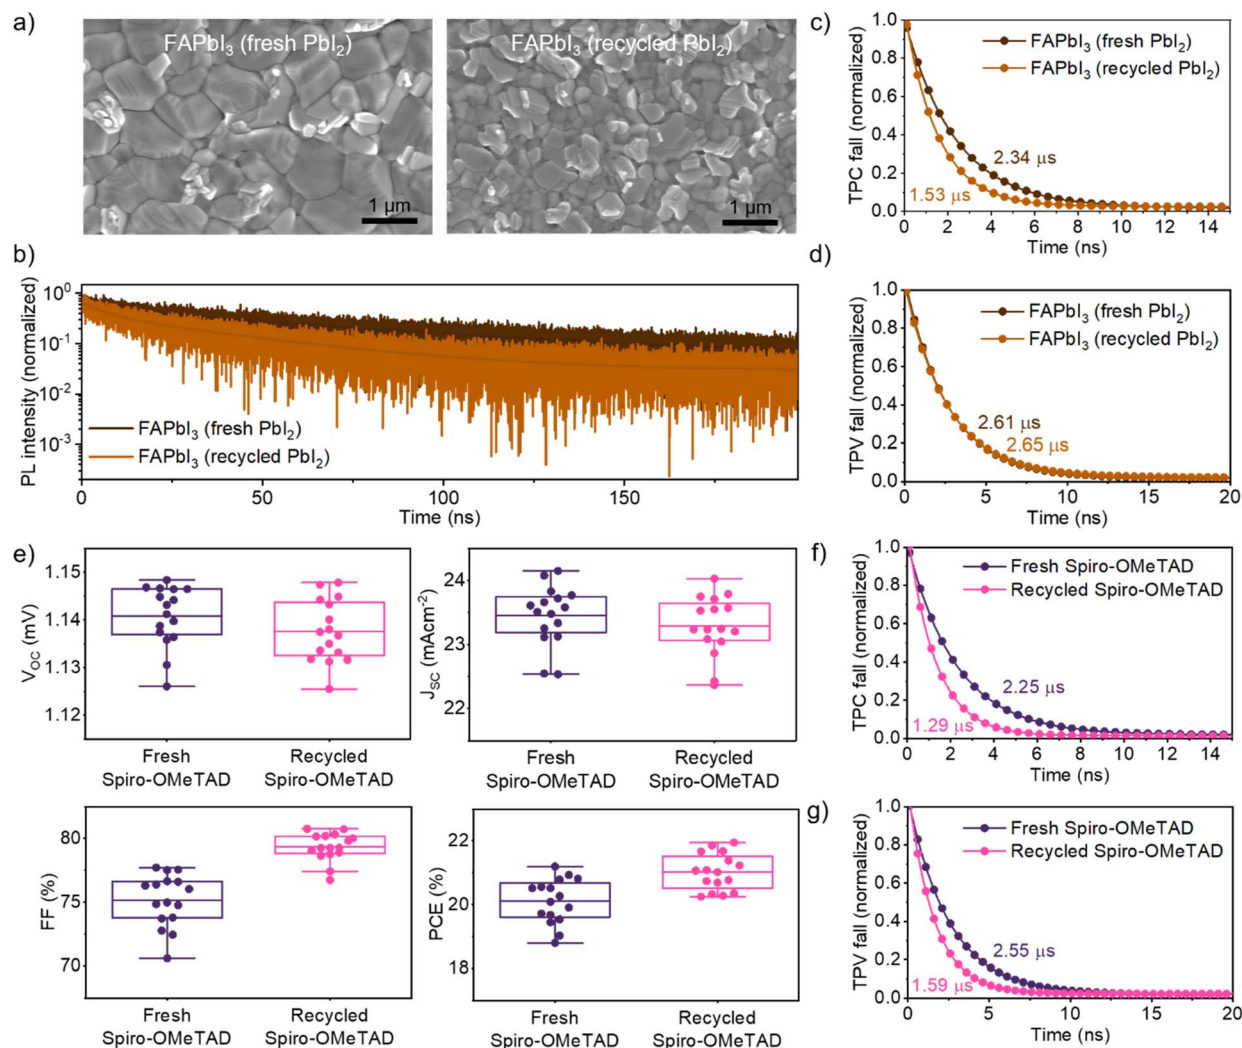 a)
FAPbI₃ (fresh PbI₂)
1 μm
FAPbI₃ (recycled PbI₂)
1 μm
b)
PL intensity (normalized)
10⁰
10⁻¹
10⁻²
10⁻³
FAPbI₃ (fresh PbI₂)
FAPbI₃ (recycled PbI₂)
0
50
100
150
Time (ns)
c)
TPC fall (normalized)
1.0
0.8
0.6
0.4
0.2
0.0
FAPbI₃ (fresh PbI₂)
FAPbI₃ (recycled PbI₂)
2.34 μs
1.53 μs
0 2 4 6 8 10 12 14
Time (ns)
d)
TPV fall (normalized)
1.0
0.8
0.6
0.4
0.2
0.0
FAPbI₃ (fresh PbI₂)
FAPbI₃ (recycled PbI₂)
2.61 μs
2.65 μs
0 5 10 15 20
Time (ns)
e)
V_OC (mV)
1.15
1.14
1.13
1.12
Fresh Recycled
Spiro-OMeTAD Spiro-OMeTAD
J_SC (mAcm⁻²)
24
23
22
Fresh Recycled
Spiro-OMeTAD Spiro-OMeTAD
FF (%)
80
75
70
Fresh Recycled
Spiro-OMeTAD Spiro-OMeTAD
PCE (%)
22
20
18
Fresh Recycled
Spiro-OMeTAD Spiro-OMeTAD
f)
TPC fall (normalized)
1.0
0.8
0.6
0.4
0.2
0.0
Fresh Spiro-OMeTAD
Recycled Spiro-OMeTAD
2.25 μs
1.29 μs
0 2 4 6 8 10 12 14
Time (ns)
g)
TPV fall (normalized)
1.0
0.8
0.6
0.4
0.2
0.0
Fresh Spiro-OMeTAD
Recycled Spiro-OMeTAD
2.55 μs
1.59 μs
0 5 10 15 20
Time (ns)